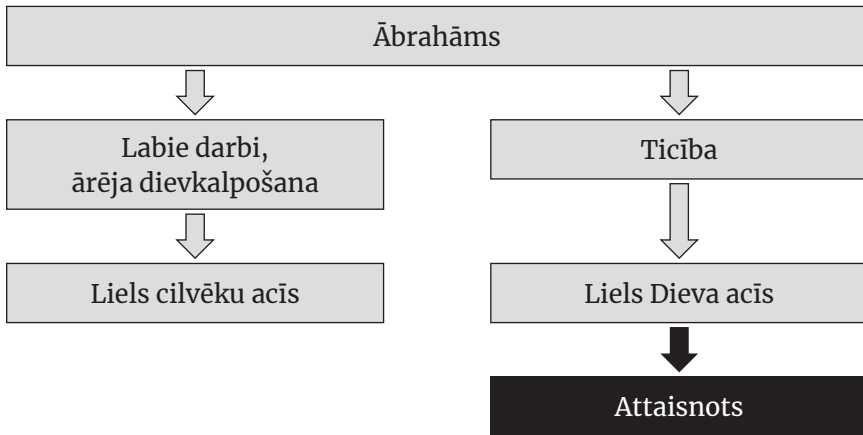 Ābrahāms
Labie darbi,
ārēja dievkalpošana
Ticība
Liels cilvēku acīs
Liels Dieva acīs
Attaisnots